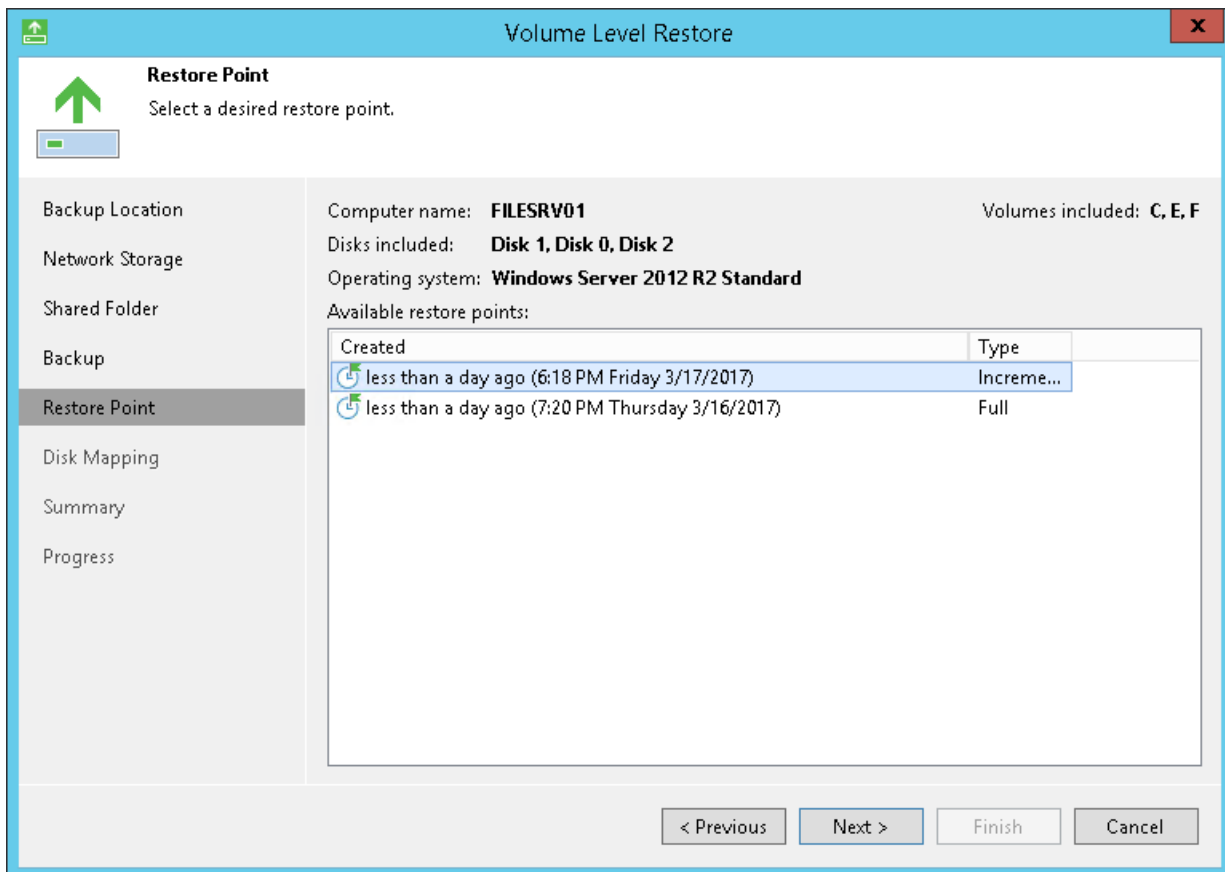 Volume Level Restore
x
Restore Point
Select a desired restore point.
Backup Location
Network Storage
Shared Folder
Backup
Restore Point
Disk Mapping
Summary
Progress
Computer name: FILESRV01
Volumes included: C, E, F
Disks included: Disk 1, Disk 0, Disk 2
Operating system: Windows Server 2012 R2 Standard
Available restore points:
Created Type
less than a day ago (6:18 PM Friday 3/17/2017) Increme...
less than a day ago (7:20 PM Thursday 3/16/2017) Full
< Previous Next > Finish Cancel